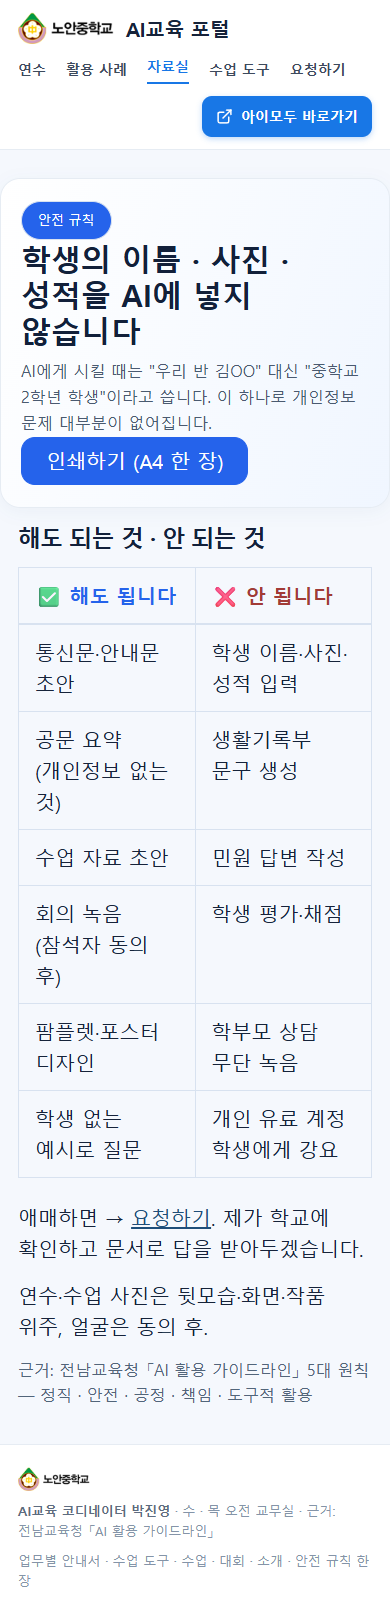 노안중학교 AI교육 포털
연수 활용 사례 자료실 수업 도구 요청하기
아이모두 바로가기
안전 규칙
학생의 이름 · 사진 ·
성적을 AI에 넣지
않습니다
AI에게 시킬 때는 "우리 반 김OO" 대신 "중학교
2학년 학생"이라고 씁니다. 이 하나로 개인정보
문제 대부분이 없어집니다.
인쇄하기 (A4 한 장)
해도 되는 것 · 안 되는 것
✅ 해도 됩니다
❌ 안 됩니다
통신문·안내문
초안
학생 이름·사진·
성적 입력
공문 요약
(개인정보 없는
것)
생활기록부
문구 생성
수업 자료 초안
민원 답변 작성
회의 녹음
(참석자 동의
후)
학생 평가·채점
팜플렛·포스터
디자인
학부모 상담
무단 녹음
학생 없는
예시로 질문
개인 유료 계정
학생에게 강요
애매하면 → 요청하기. 제가 학교에
확인하고 문서로 답을 받아두겠습니다.
연수·수업 사진은 뒷모습·화면·작품
위주, 얼굴은 동의 후.
근거: 전남교육청 「AI 활용 가이드라인」 5대 원칙
— 정직 · 안전 · 공정 · 책임 · 도구적 활용
노안중학교
AI교육 코디네이터 박진영 · 수 · 목 오전 교무실 · 근거:
전남교육청 「AI 활용 가이드라인」
업무별 안내서 · 수업 도구 · 수업 · 대회 · 소개 · 안전 규칙 한
장